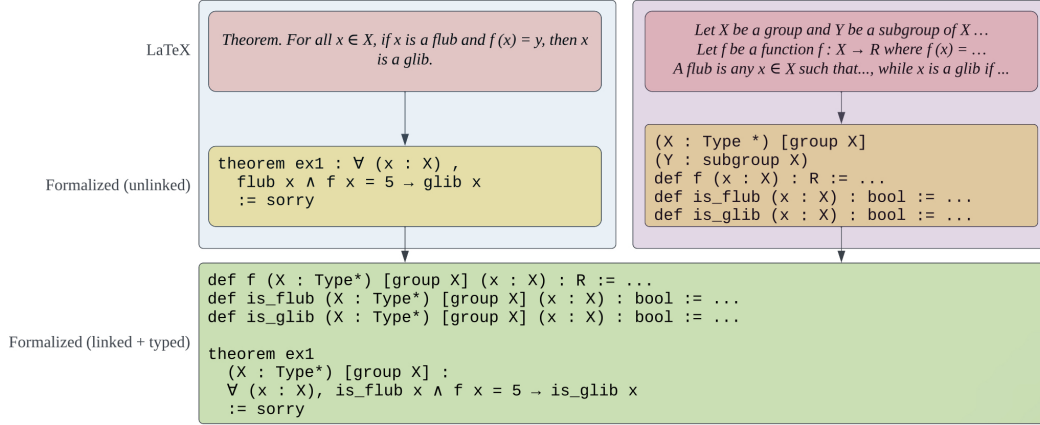 LaTeX
Theorem. For all x ∈ X, if x is a flub and f (x) = y, then x
is a glib.
Let X be a group and Y be a subgroup of X …
Let f be a function f : X → R where f (x) = …
A flub is any x ∈ X such that..., while x is a glib if ...
Formalized (unlinked)
theorem ex1 : ∀ (x : X) ,
  flub x ∧ f x = 5 → glib x
  := sorry
(X : Type *) [group X]
(Y : subgroup X)
def f (x : X) : R := ...
def is_flub (x : X) : bool := ...
def is_glib (x : X) : bool := ...
Formalized (linked + typed)
def f (X : Type*) [group X] (x : X) : R := ...
def is_flub (X : Type*) [group X] (x : X) : bool := ...
def is_glib (X : Type*) [group X] (x : X) : bool := ...
theorem ex1
  (X : Type*) [group X] :
  ∀ (x : X), is_flub x ∧ f x = 5 → is_glib x
  := sorry